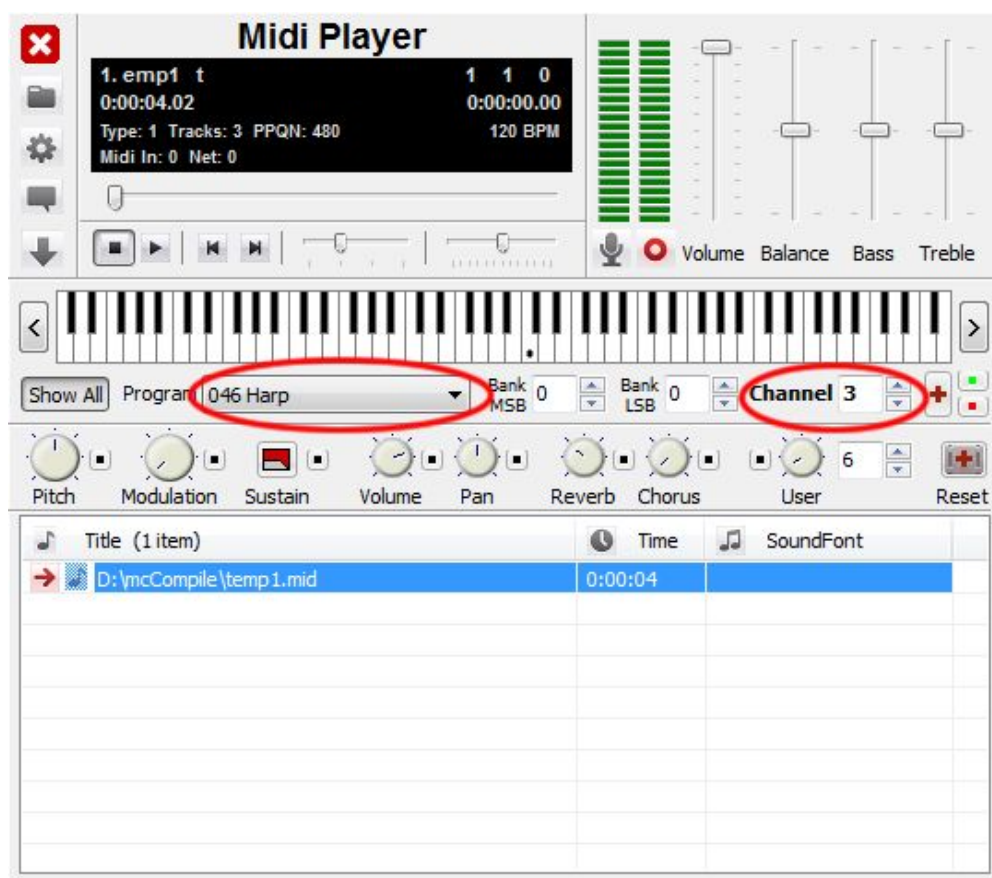 Midi Player
1. emp1 t 1 1 0
0:00:04.02 0:00:00.00
Type: 1 Tracks: 3 PPQN: 480 120 BPM
Midi In: 0 Net: 0
Volume Balance Bass Treble
Show All Program 046 Harp Bank MSB 0 Bank LSB 0 Channel 3
6
Pitch Modulation Sustain Volume Pan Reverb Chorus User Reset
Title (1 item) Time SoundFont
D:\mcCompile\temp1.mid 0:00:04